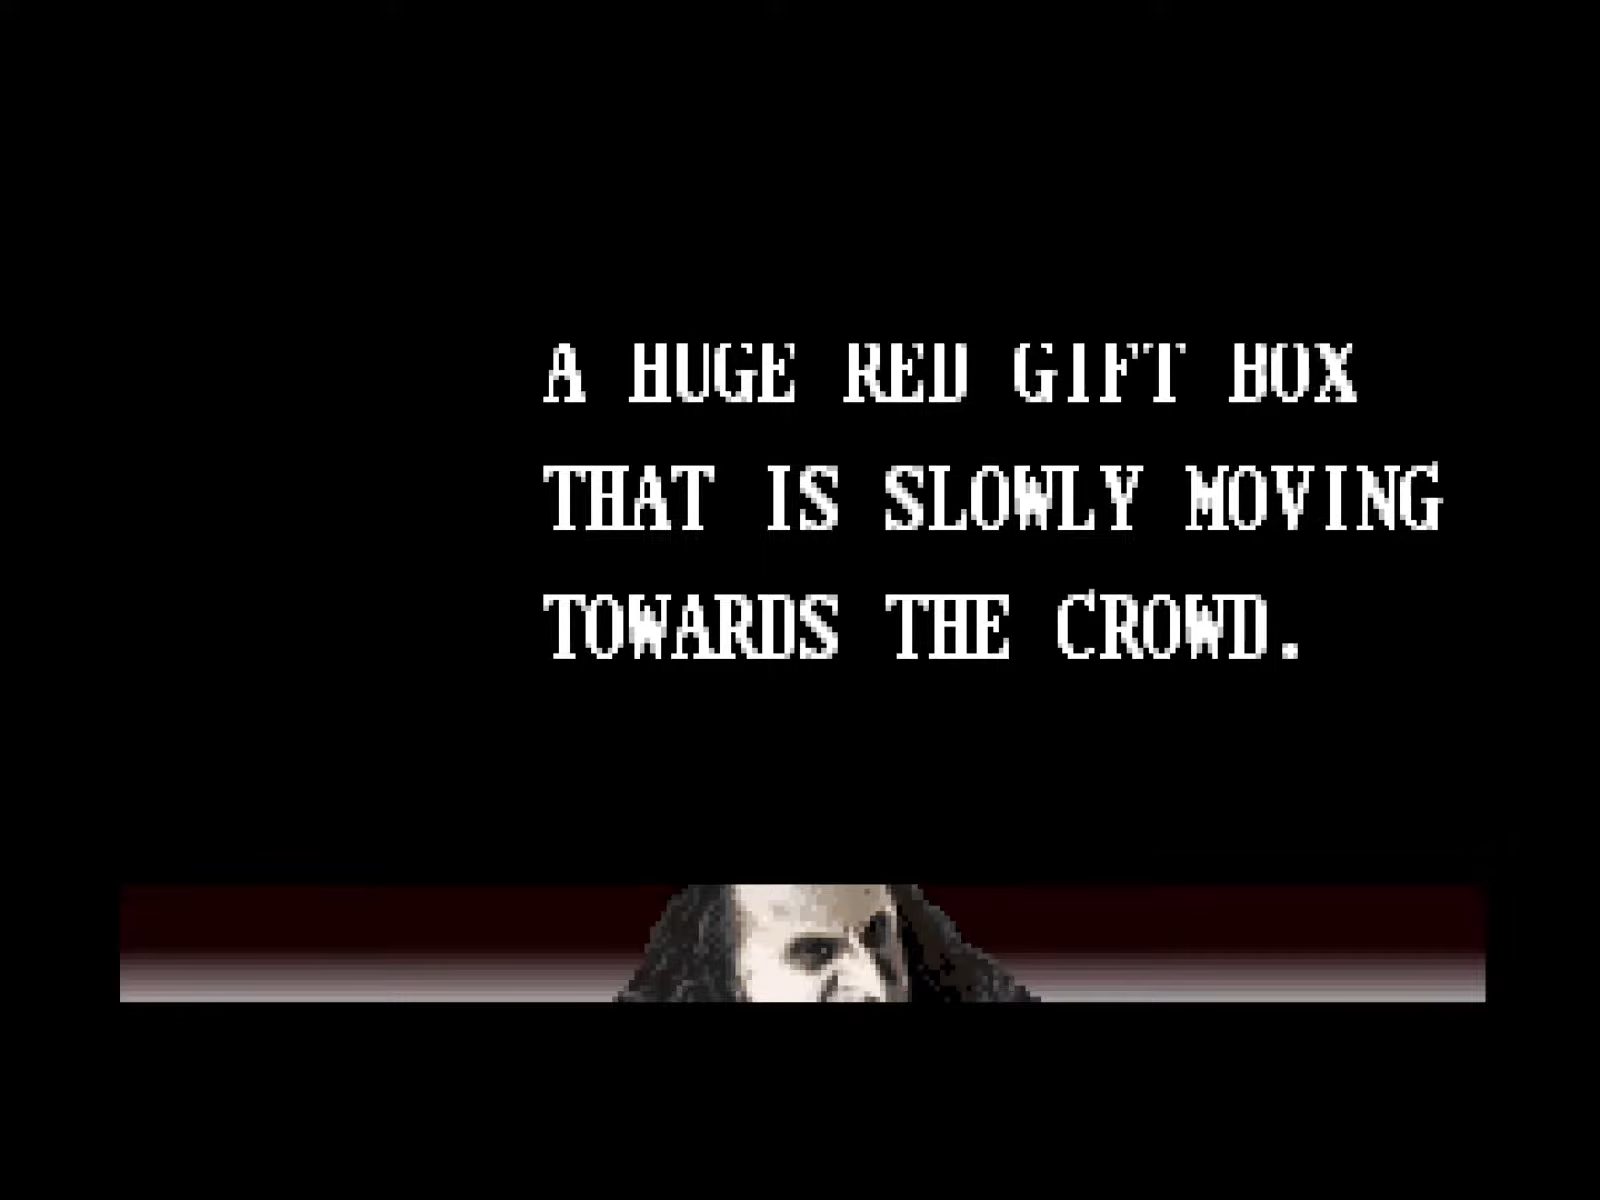 A HUGE RED GIFT BOX
THAT IS SLOWLY MOVING
TOWARDS THE CROWD.